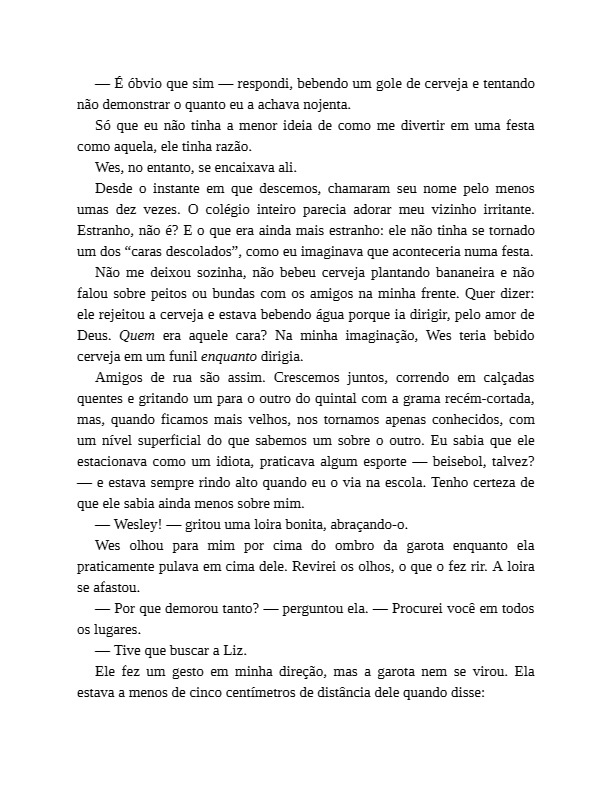 — É óbvio que sim — respondi, bebendo um gole de cerveja e tentando
não demonstrar o quanto eu a achava nojenta.
Só que eu não tinha a menor ideia de como me divertir em uma festa
como aquela, ele tinha razão.
Wes, no entanto, se encaixava ali.
Desde o instante em que descemos, chamaram seu nome pelo menos
umas dez vezes. O colégio inteiro parecia adorar meu vizinho irritante.
Estranho, não é? E o que era ainda mais estranho: ele não tinha se tornado
um dos “caras descolados”, como eu imaginava que aconteceria numa festa.
Não me deixou sozinha, não bebeu cerveja plantando bananeira e não
falou sobre peitos ou bundas com os amigos na minha frente. Quer dizer:
ele rejeitou a cerveja e estava bebendo água porque ia dirigir, pelo amor de
Deus. Quem era aquele cara? Na minha imaginação, Wes teria bebido
cerveja em um funil enquanto dirigia.
Amigos de rua são assim. Crescemos juntos, correndo em calçadas
quentes e gritando um para o outro do quintal com a grama recém-cortada,
mas, quando ficamos mais velhos, nos tornamos apenas conhecidos, com
um nível superficial do que sabemos um sobre o outro. Eu sabia que ele
estacionava como um idiota, praticava algum esporte — beisebol, talvez?
— e estava sempre rindo alto quando eu o via na escola. Tenho certeza de
que ele sabia ainda menos sobre mim.
— Wesley! — gritou uma loira bonita, abraçando-o.
Wes olhou para mim por cima do ombro da garota enquanto ela
praticamente pulava em cima dele. Revirei os olhos, o que o fez rir. A loira
se afastou.
— Por que demorou tanto? — perguntou ela. — Procurei você em todos
os lugares.
— Tive que buscar a Liz.
Ele fez um gesto em minha direção, mas a garota nem se virou. Ela
estava a menos de cinco centímetros de distância dele quando disse: